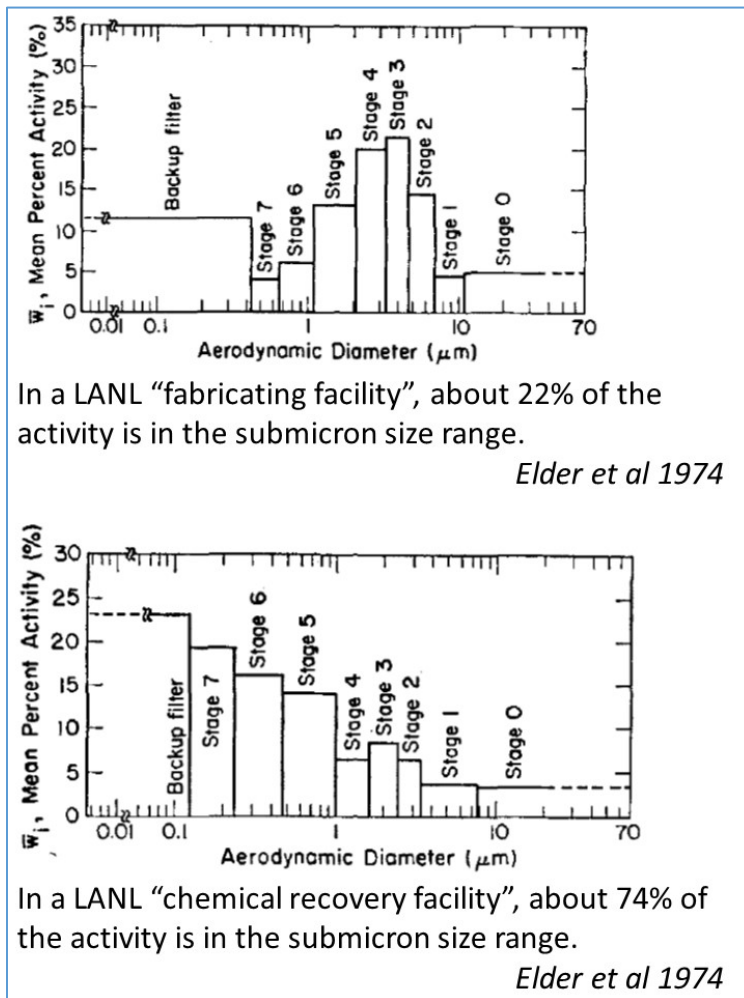 35
30
25
20
15
10
5
0
W̄i, Mean Percent Activity (%)
Backup filter
Stage 7
Stage 6
Stage 5
Stage 4
Stage 3
Stage 2
Stage 1
Stage 0
0.01 0.1 1 10 70
Aerodynamic Diameter (μm)
In a LANL “fabricating facility”, about 22% of the
activity is in the submicron size range.
Elder et al 1974
30
25
20
15
10
5
0
W̄i, Mean Percent Activity (%)
Backup filter
Stage 7
Stage 6
Stage 5
Stage 4
Stage 3
Stage 2
Stage 1
Stage 0
0.01 0.1 1 10 70
Aerodynamic Diameter (μm)
In a LANL “chemical recovery facility”, about 74% of
the activity is in the submicron size range.
Elder et al 1974